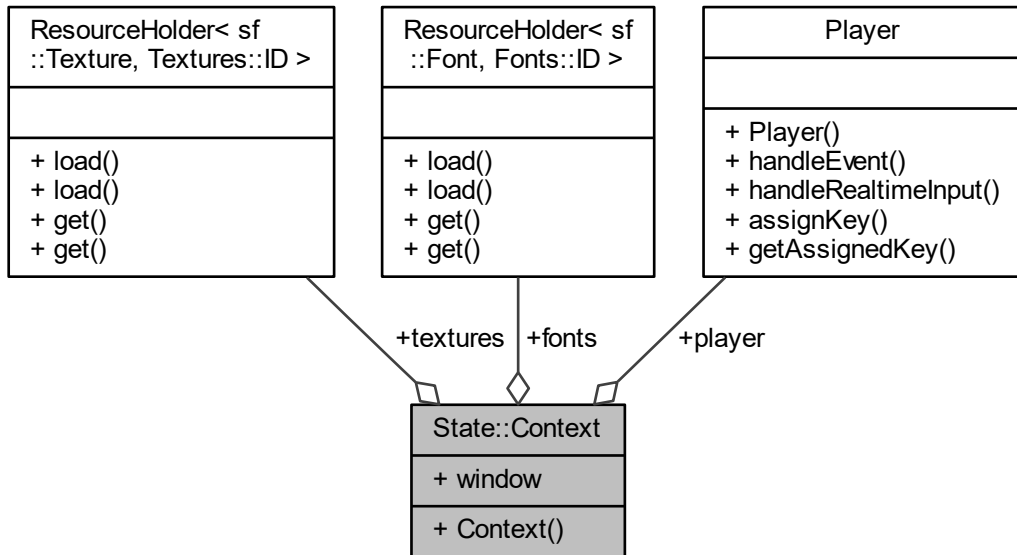 ResourceHolder< sf
::Texture, Textures::ID >
+ load()
+ load()
+ get()
+ get()
ResourceHolder< sf
::Font, Fonts::ID >
+ load()
+ load()
+ get()
+ get()
Player
+ Player()
+ handleEvent()
+ handleRealtimeInput()
+ assignKey()
+ getAssignedKey()
+textures
+fonts
+player
State::Context
+ window
+ Context()